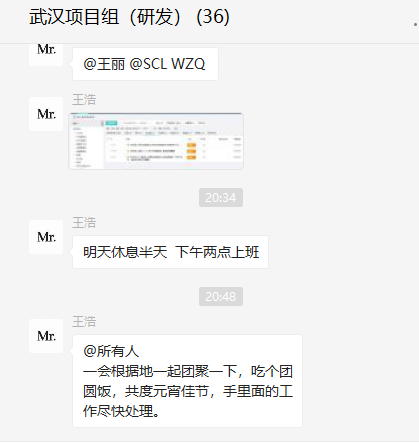 武汉项目组（研发） (36)
Mr.
@王丽 @SCL WZQ
王浩
Mr.
20:34
王浩
Mr.
明天休息半天 下午两点上班
20:48
王浩
Mr.
@所有人
一会根据地一起团聚一下，吃个团
圆饭，共度元宵佳节，手里面的工
作尽快处理。